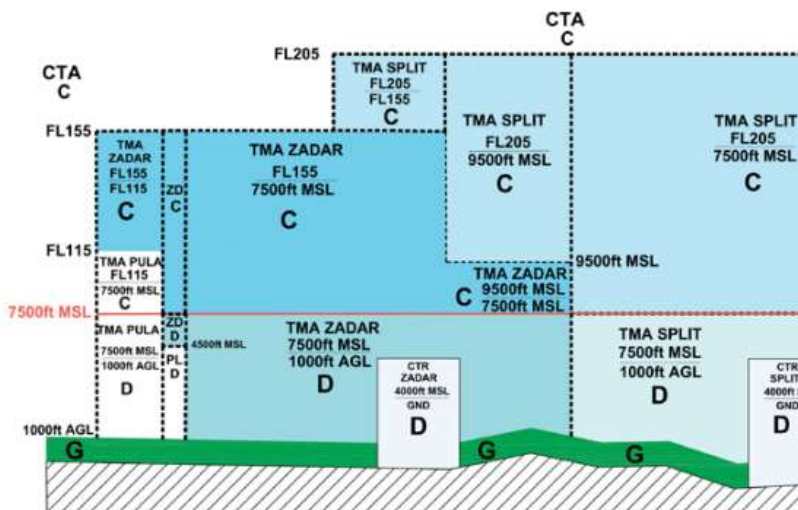 CTA
C
FL205
CTA
C
TMA SPLIT
FL205
FL155
C
TMA SPLIT
FL205
9500ft MSL
C
TMA SPLIT
FL205
7500ft MSL
C
FL155
TMA
ZADAR
FL155
FL115
C
ZD
C
TMA ZADAR
FL155
7500ft MSL
C
FL115
TMA PULA
FL115
7500ft MSL
C
9500ft MSL
TMA ZADAR
9500ft MSL
7500ft MSL
C
7500ft MSL
TMA PULA
7500ft MSL
1000ft AGL
D
ZD
D
4500ft MSL
PL
D
TMA ZADAR
7500ft MSL
1000ft AGL
D
CTR
ZADAR
4000ft MSL
GND
D
TMA SPLIT
7500ft MSL
1000ft AGL
D
CTR
SPLIT
4000ft M
GND
D
1000ft AGL
G
G
G